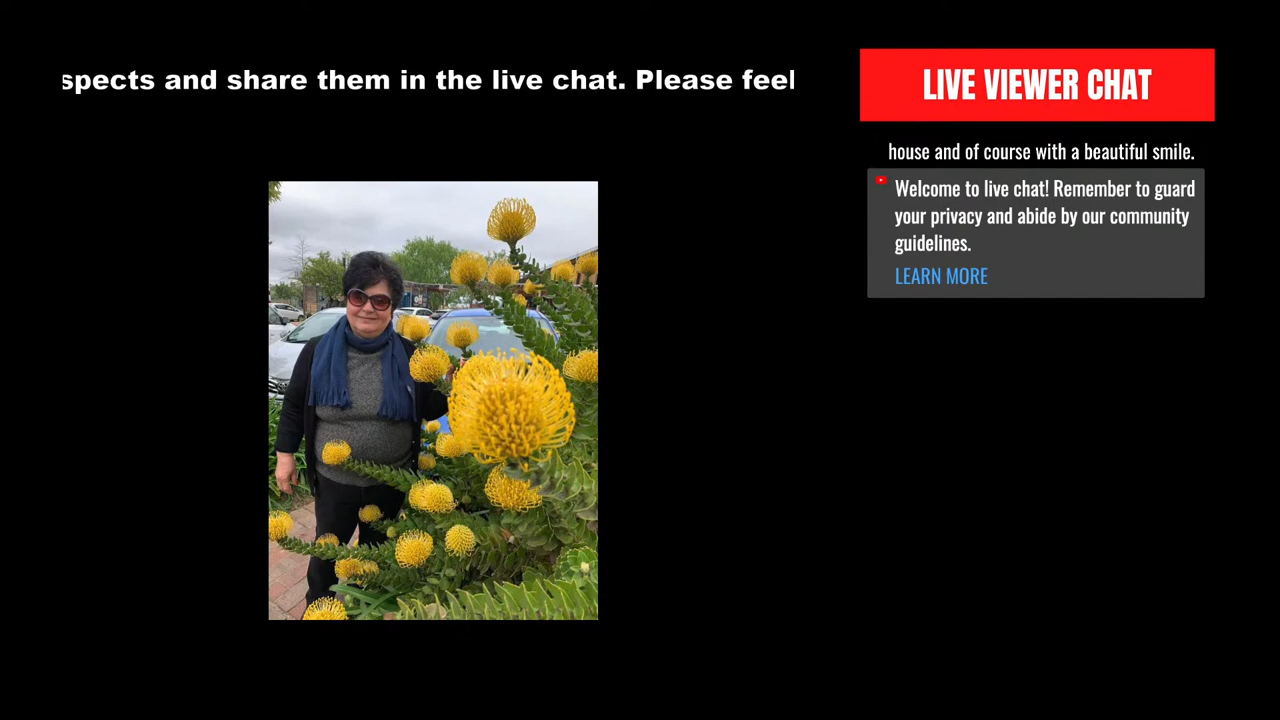 spects and share them in the live chat. Please feel
LIVE VIEWER CHAT
house and of course with a beautiful smile.
Welcome to live chat! Remember to guard
your privacy and abide by our community
guidelines.
LEARN MORE